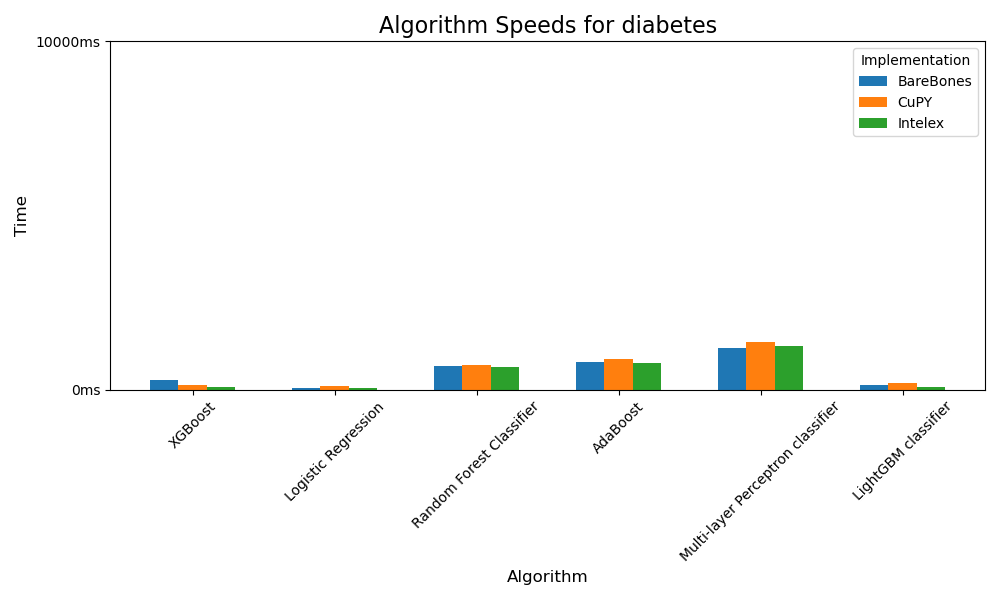 Algorithm Speeds for diabetes
10000ms
0ms
Time
Implementation
BareBones
CuPY
Intelex
XGBoost
Logistic Regression
Random Forest Classifier
AdaBoost
Multi-layer Perceptron classifier
LightGBM classifier
Algorithm